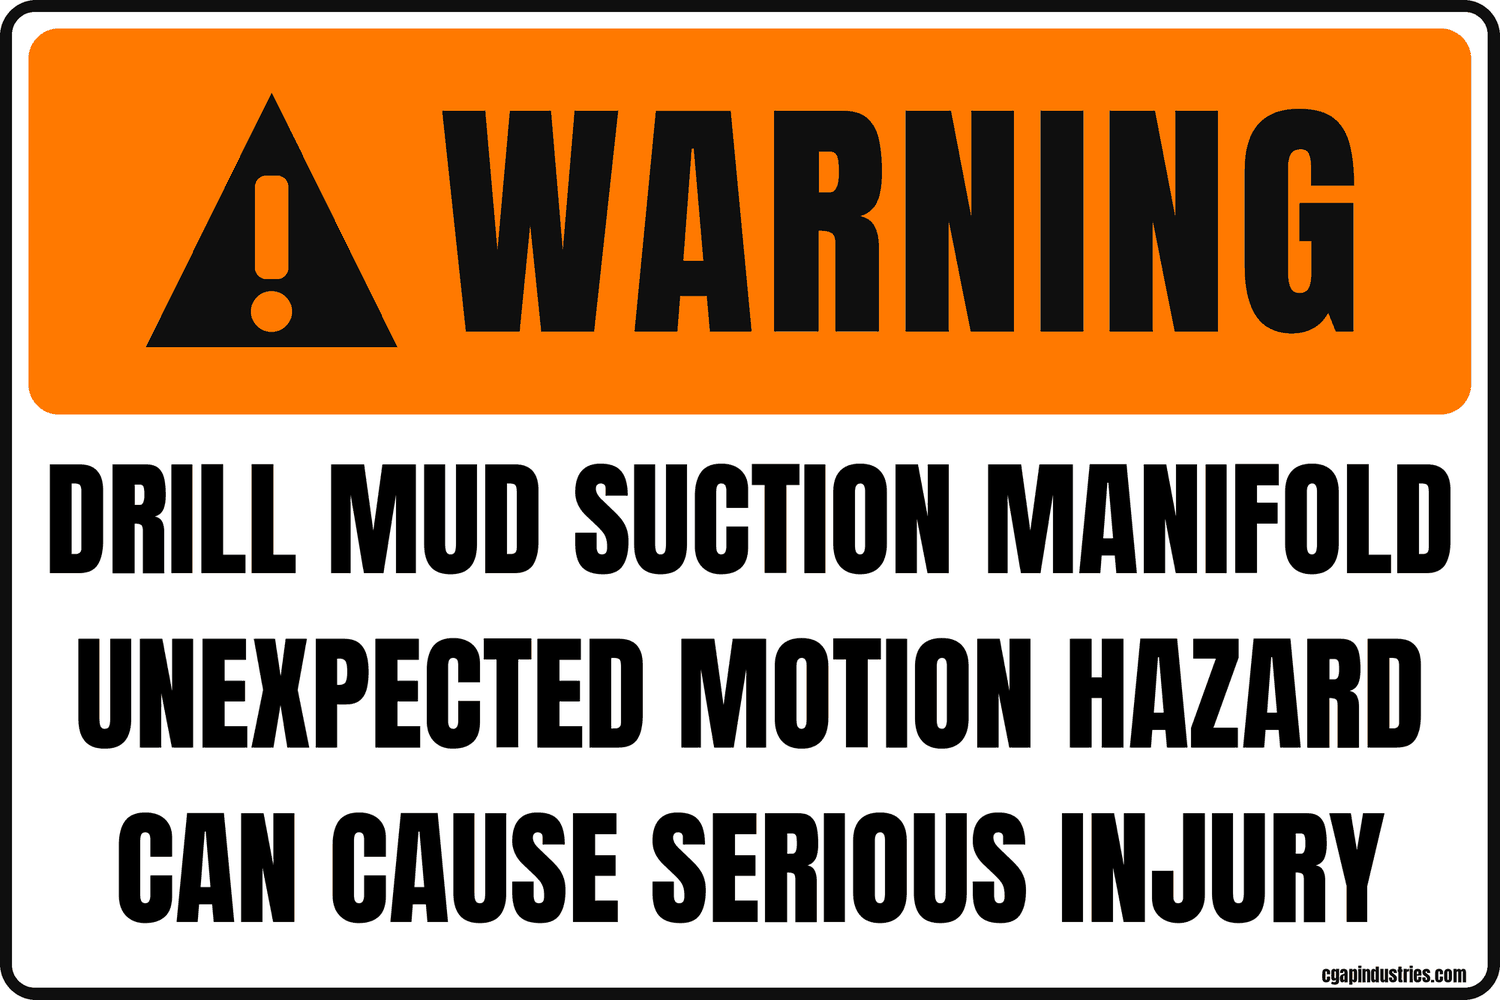 WARNING
DRILL MUD SUCTION MANIFOLD
UNEXPECTED MOTION HAZARD
CAN CAUSE SERIOUS INJURY
cgapindustries.com